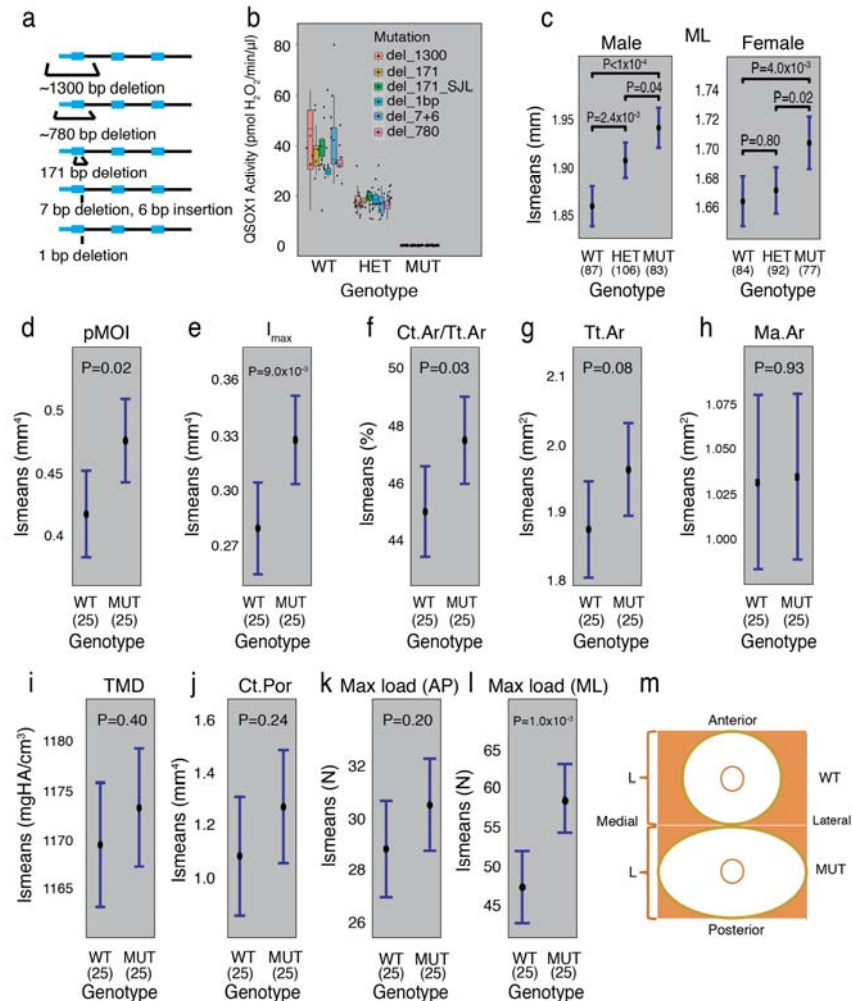 a
~1300 bp deletion
~780 bp deletion
171 bp deletion
7 bp deletion, 6 bp insertion
1 bp deletion
b
QSOX1 Activity (pmol H₂O₂/min/µl)
80
60
40
20
0
Mutation
del_1300
del_171
del_171_SJL
del_1bp
del_7+6
del_780
WT HET MUT
Genotype
c
ML
Male
P<1x10⁻⁴
P=0.04
P=2.4x10⁻³
lsmeans (mm)
1.95
1.90
1.85
WT HET MUT
(87) (106) (83)
Genotype
Female
P=4.0x10⁻³
P=0.02
P=0.80
1.74
1.72
1.70
1.68
1.66
WT HET MUT
(84) (92) (77)
Genotype
d
pMOI
P=0.02
lsmeans (mm⁴)
0.5
0.45
0.4
WT MUT
(25) (25)
Genotype
e
Imax
P=9.0x10⁻³
lsmeans (mm⁴)
0.36
0.33
0.30
0.27
WT MUT
(25) (25)
Genotype
f
Ct.Ar/Tt.Ar
P=0.03
lsmeans (%)
50
48
46
44
WT MUT
(25) (25)
Genotype
g
Tt.Ar
P=0.08
lsmeans (mm²)
2.1
2.0
1.9
1.8
WT MUT
(25) (25)
Genotype
h
Ma.Ar
P=0.93
lsmeans (mm²)
1.075
1.050
1.025
1.000
WT MUT
(25) (25)
Genotype
i
TMD
P=0.40
lsmeans (mgHA/cm³)
1180
1175
1170
1165
WT MUT
(25) (25)
Genotype
j
Ct.Por
P=0.24
lsmeans (mm⁴)
1.6
1.4
1.2
1.0
WT MUT
(25) (25)
Genotype
k
Max load (AP)
P=0.20
lsmeans (N)
32
30
28
26
WT MUT
(25) (25)
Genotype
l
Max load (ML)
P=1.0x10⁻³
lsmeans (N)
65
60
55
50
45
WT MUT
(25) (25)
Genotype
m
Anterior
L
WT
Medial
Lateral
L
MUT
Posterior